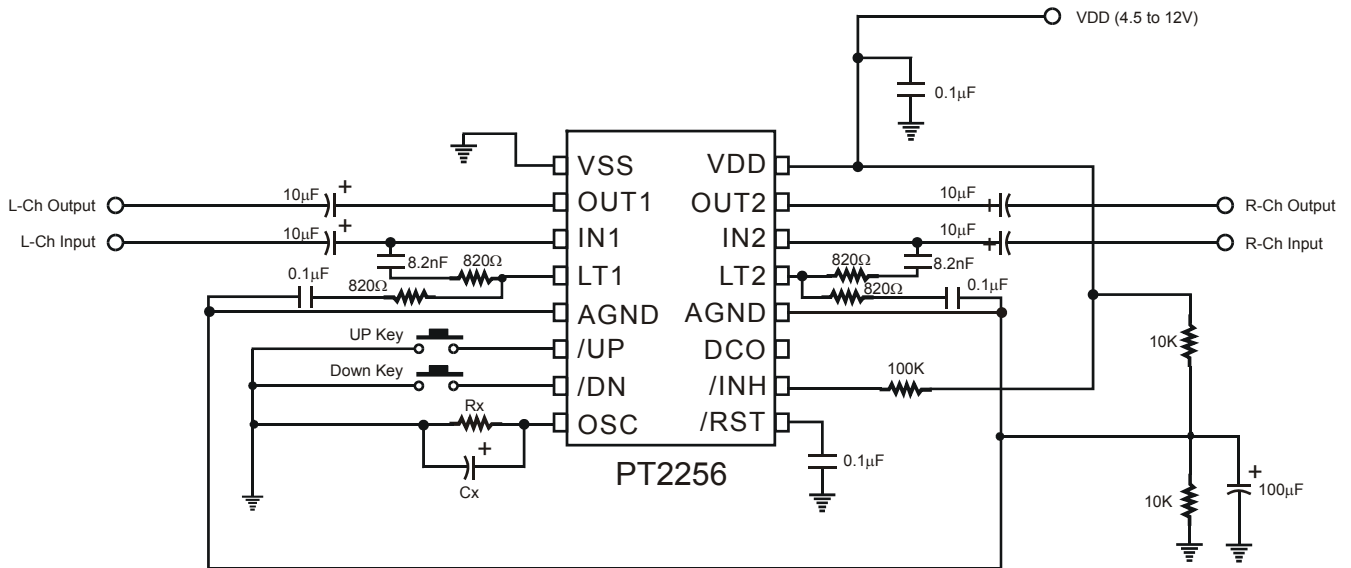 VDD (4.5 to 12V)
0.1μF
VSS
VDD
L-Ch Output
10μF
+
OUT1
OUT2
10μF
+
R-Ch Output
L-Ch Input
10μF
+
IN1
IN2
10μF
+
R-Ch Input
8.2nF
820Ω
LT1
LT2
820Ω
8.2nF
0.1μF
820Ω
820Ω
0.1μF
AGND
AGND
UP Key
/UP
DCO
10K
Down Key
/DN
/INH
100K
Rx
OSC
/RST
+
Cx
PT2256
0.1μF
10K
+
100μF